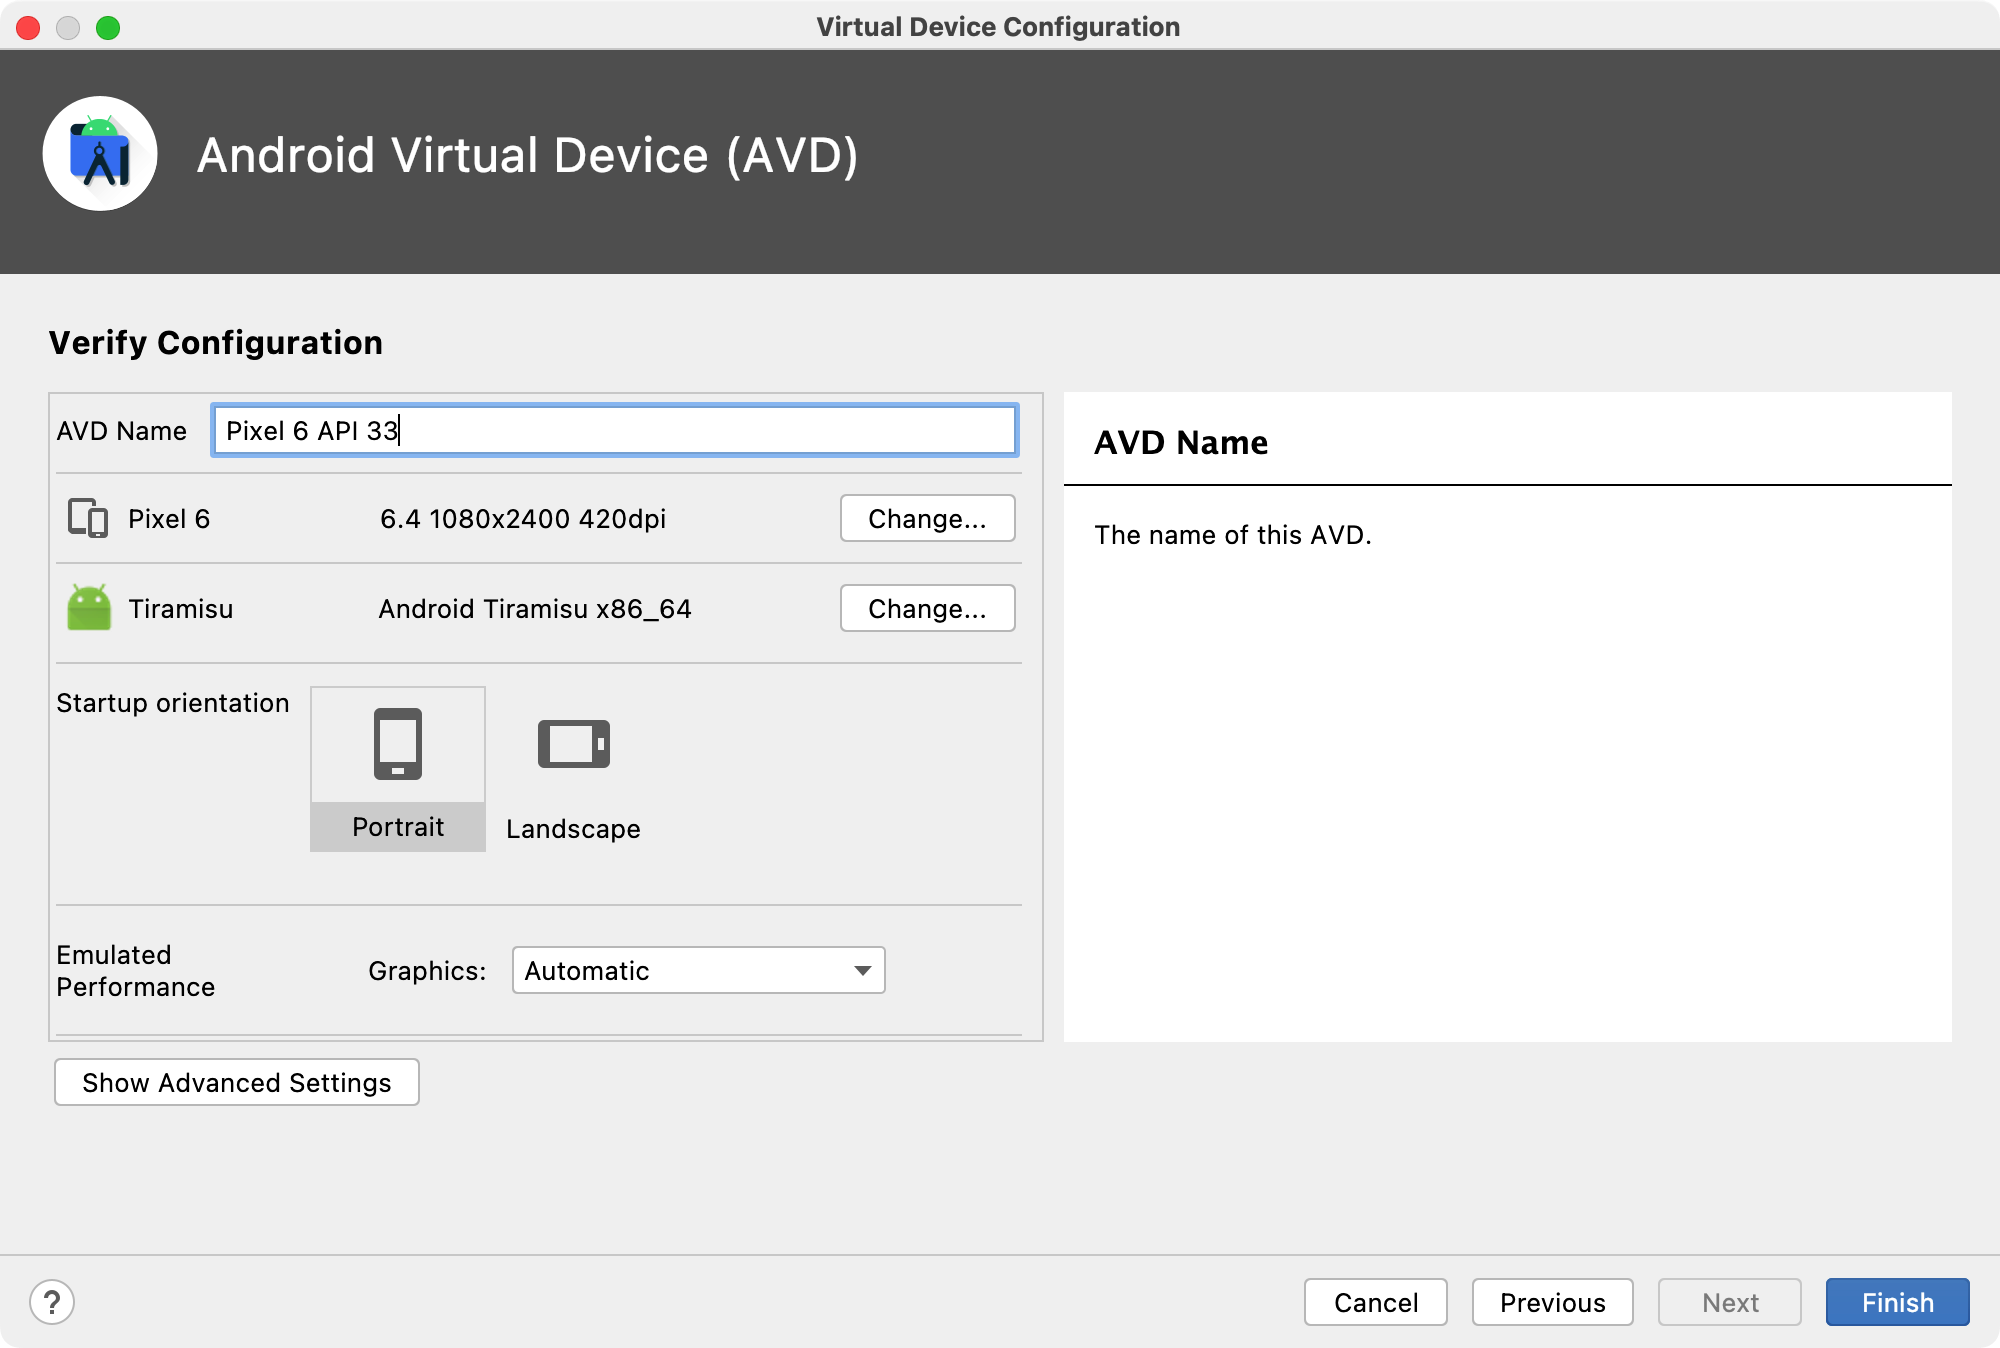 Virtual Device Configuration
Android Virtual Device (AVD)
Verify Configuration
AVD Name Pixel 6 API 33
Pixel 6 6.4 1080x2400 420dpi Change...
Tiramisu Android Tiramisu x86_64 Change...
Startup orientation
Portrait Landscape
Emulated
Performance
Graphics: Automatic
Show Advanced Settings
AVD Name
The name of this AVD.
? Cancel Previous Next Finish